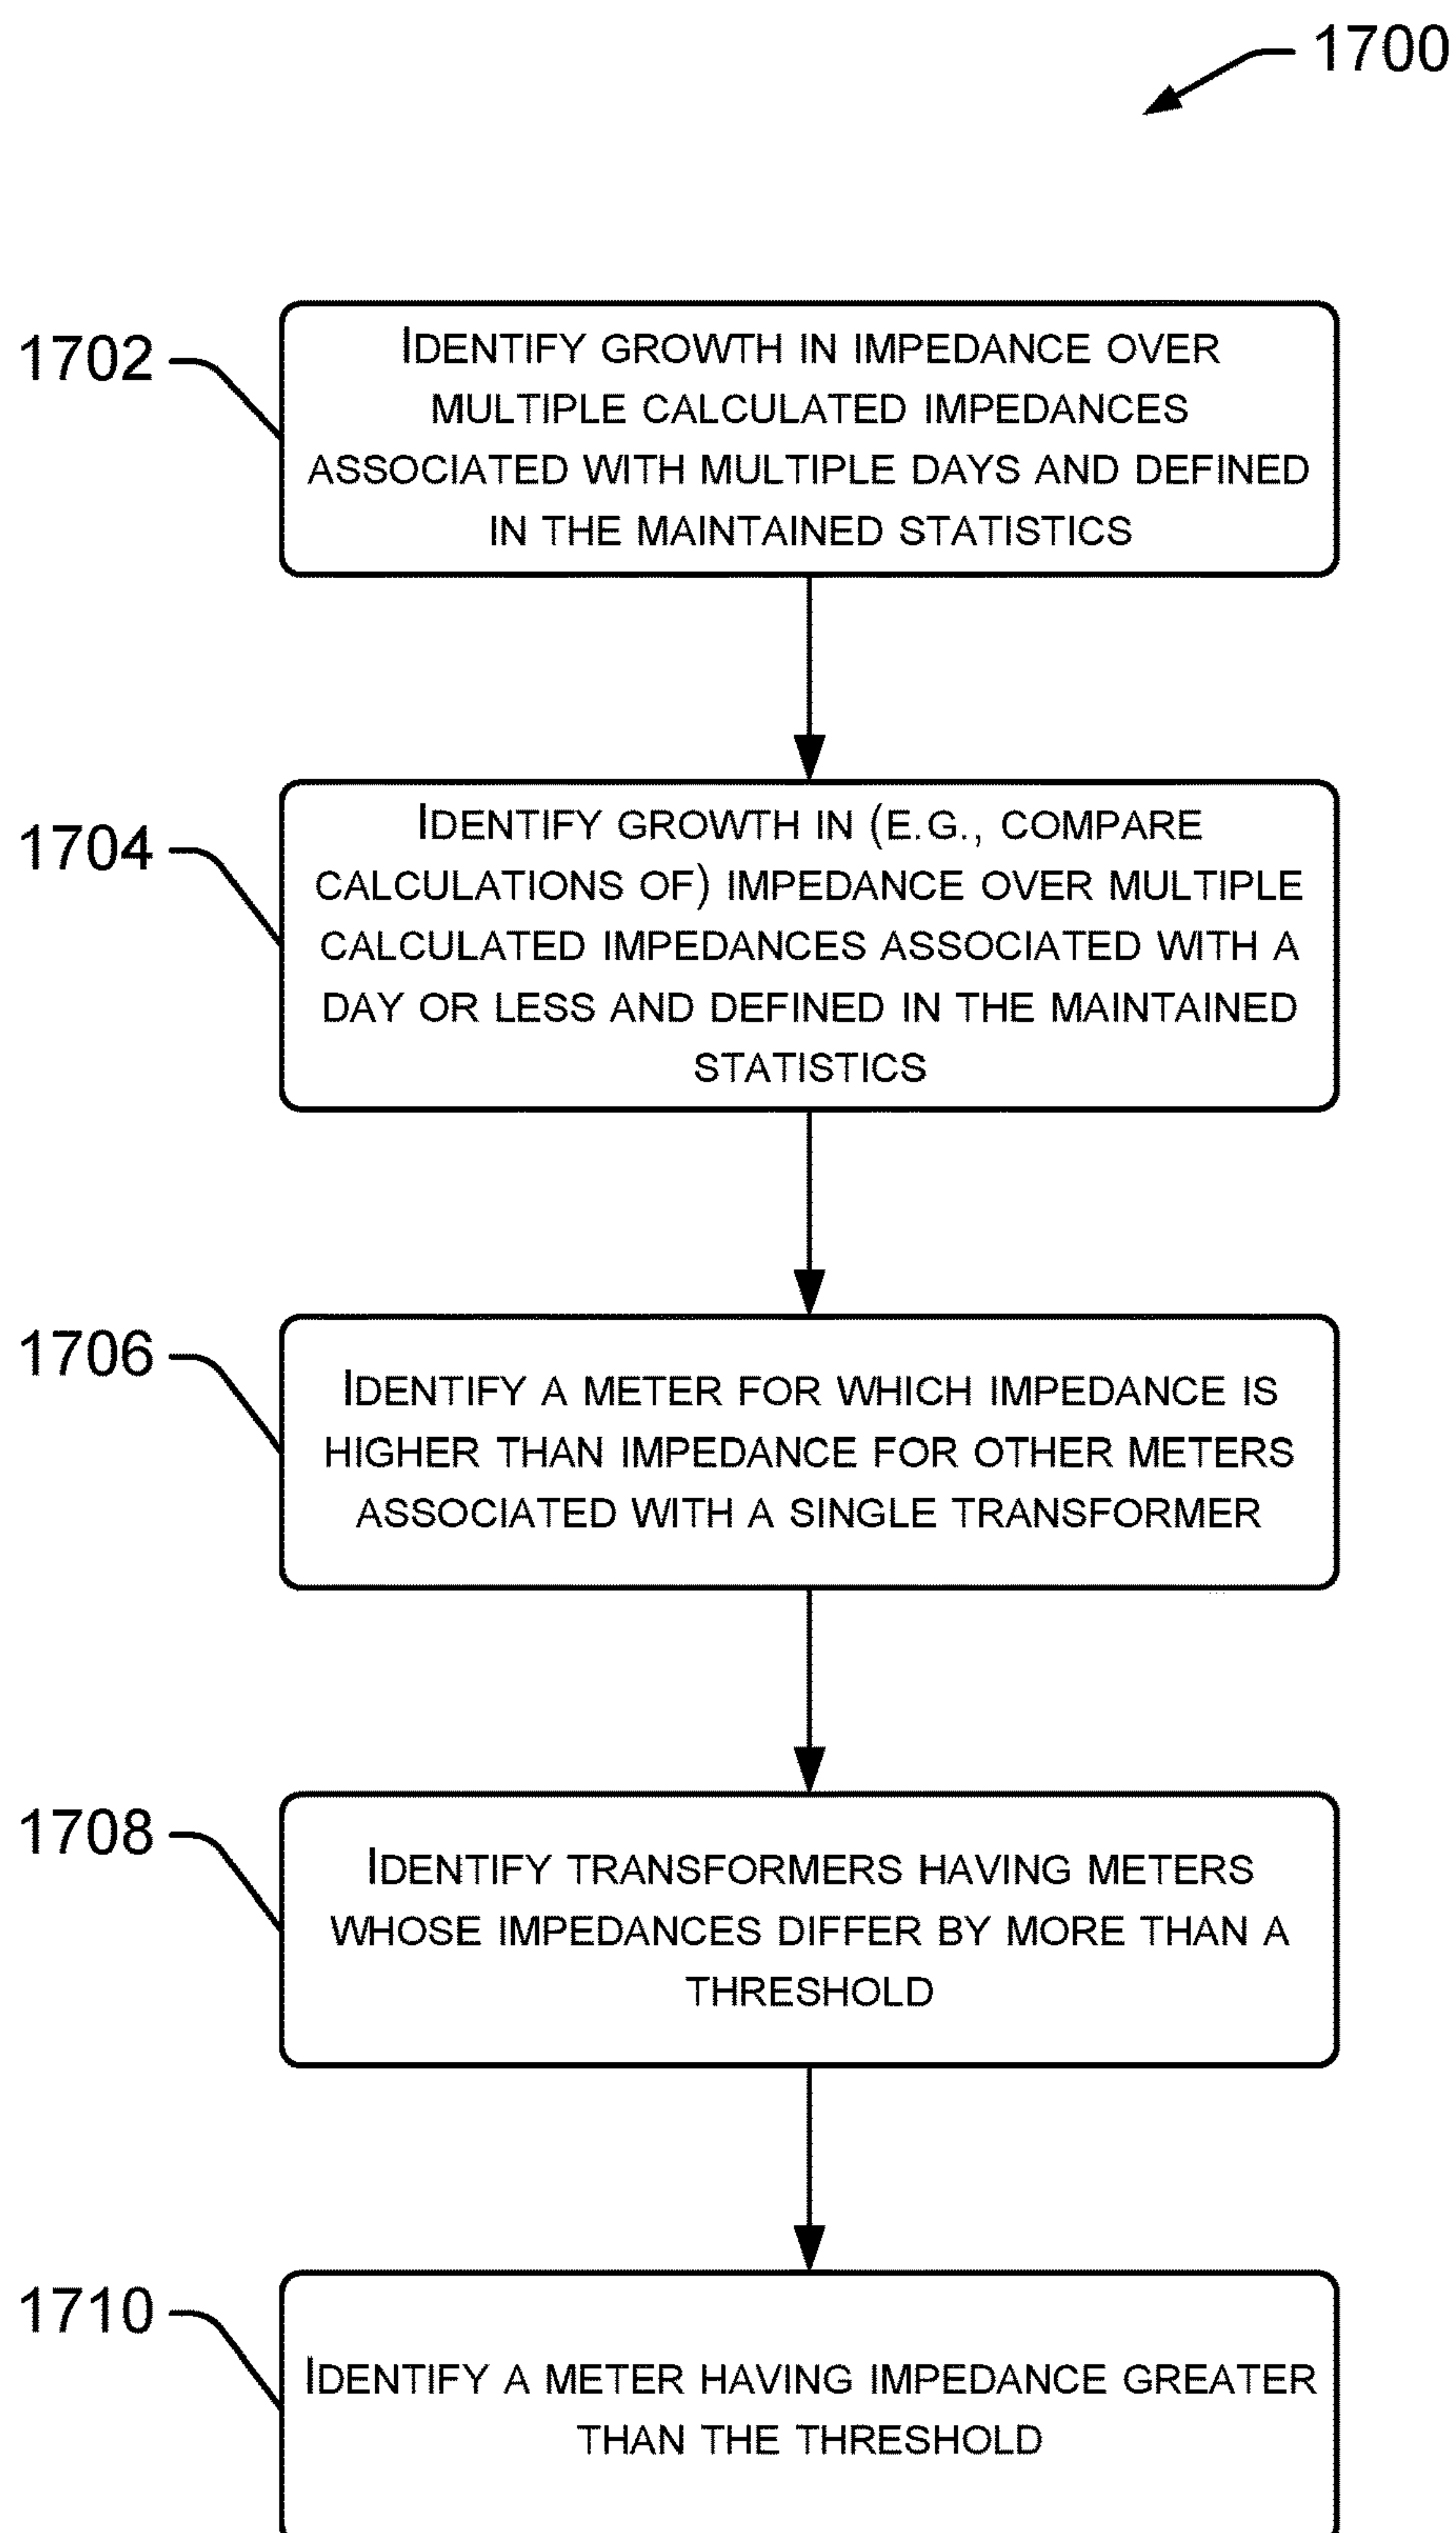 1700
1702
IDENTIFY GROWTH IN IMPEDANCE OVER
MULTIPLE CALCULATED IMPEDANCES
ASSOCIATED WITH MULTIPLE DAYS AND DEFINED
IN THE MAINTAINED STATISTICS
1704
IDENTIFY GROWTH IN (E.G., COMPARE
CALCULATIONS OF) IMPEDANCE OVER MULTIPLE
CALCULATED IMPEDANCES ASSOCIATED WITH A
DAY OR LESS AND DEFINED IN THE MAINTAINED
STATISTICS
1706
IDENTIFY A METER FOR WHICH IMPEDANCE IS
HIGHER THAN IMPEDANCE FOR OTHER METERS
ASSOCIATED WITH A SINGLE TRANSFORMER
1708
IDENTIFY TRANSFORMERS HAVING METERS
WHOSE IMPEDANCES DIFFER BY MORE THAN A
THRESHOLD
1710
IDENTIFY A METER HAVING IMPEDANCE GREATER
THAN THE THRESHOLD